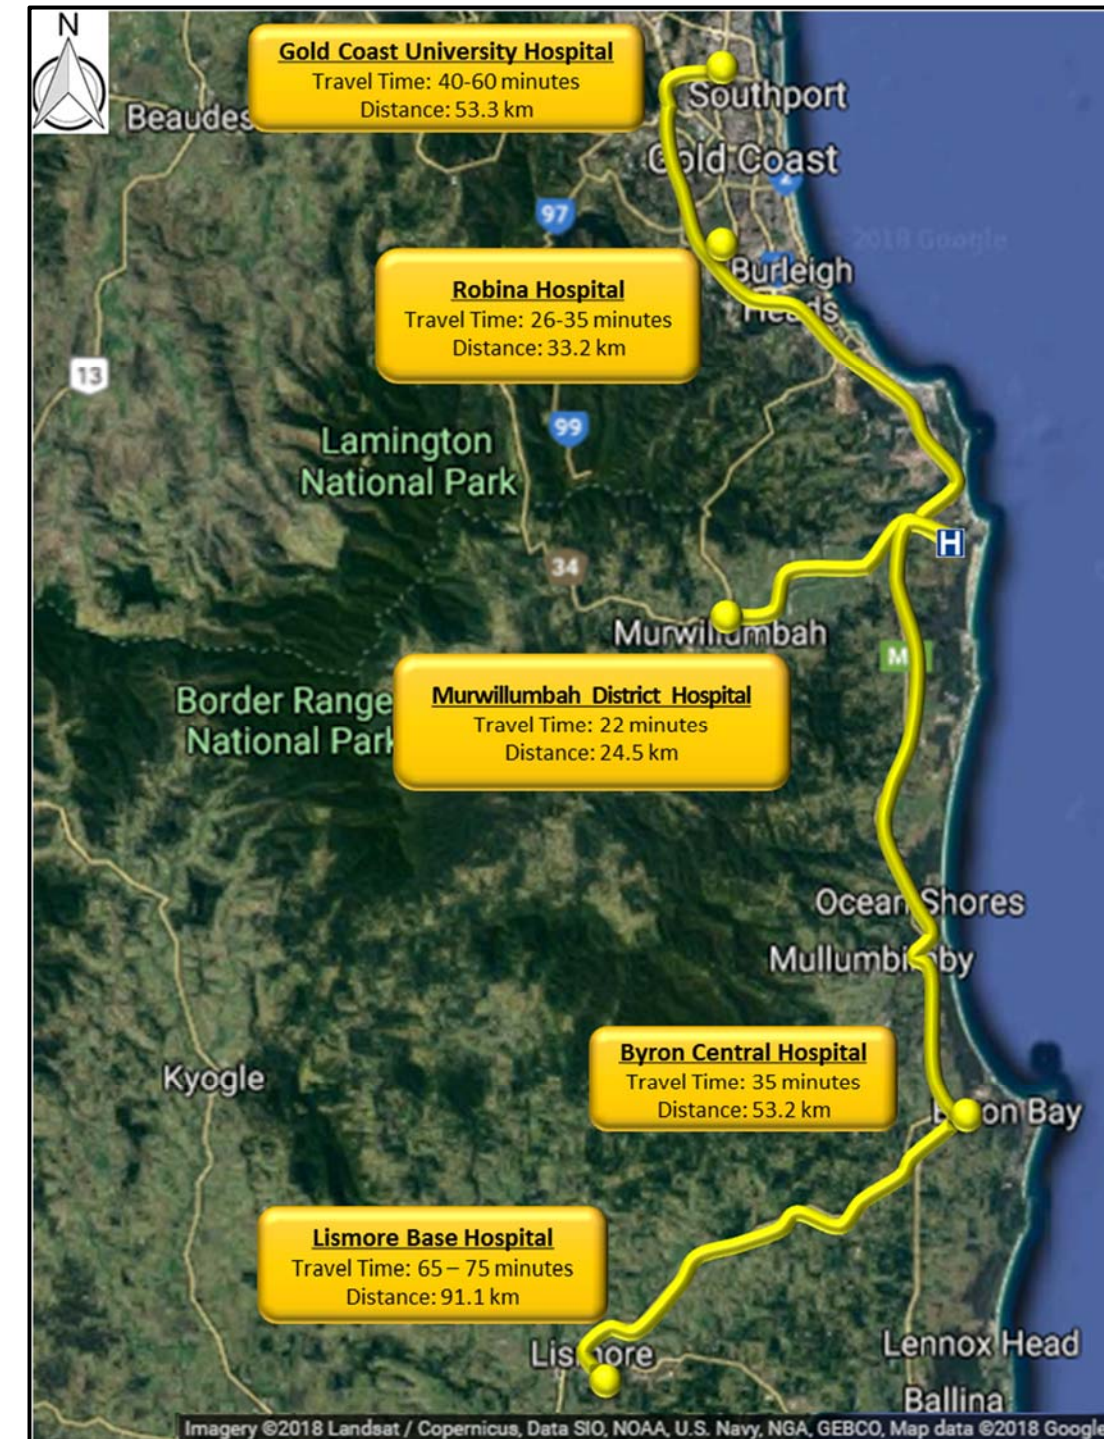 N
Gold Coast University Hospital
Travel Time: 40-60 minutes
Distance: 53.3 km
Beaudes
Southport
Gold Coast
2
97
2018 Google
Burleigh
Heads
Robina Hospital
Travel Time: 26-35 minutes
Distance: 33.2 km
13
99
Lamington
National Park
H
34
Murwillumbah
M
Murwillumbah District Hospital
Travel Time: 22 minutes
Distance: 24.5 km
Border Range
National Park
Ocean Shores
Mullumbimby
Byron Central Hospital
Travel Time: 35 minutes
Distance: 53.2 km
Kyogle
Byron Bay
Lismore Base Hospital
Travel Time: 65 – 75 minutes
Distance: 91.1 km
Lismore
Lennox Head
Ballina
Imagery ©2018 Landsat / Copernicus, Data SIO, NOAA, U.S. Navy, NGA, GEBCO, Map data ©2018 Google